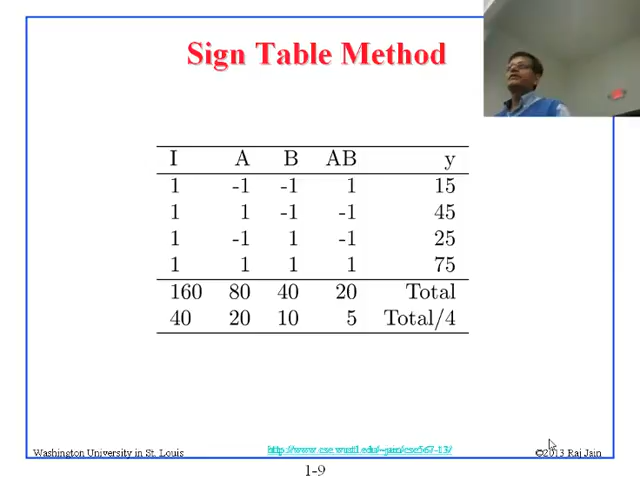 Sign Table Method
I A B AB y
1 -1 -1 1 15
1 1 -1 -1 45
1 -1 1 -1 25
1 1 1 1 75
160 80 40 20 Total
40 20 10 5 Total/4
Washington University in St. Louis
http://www.cse.wustl.edu/~jain/cse567-13/
©2013 Raj Jain
1-9